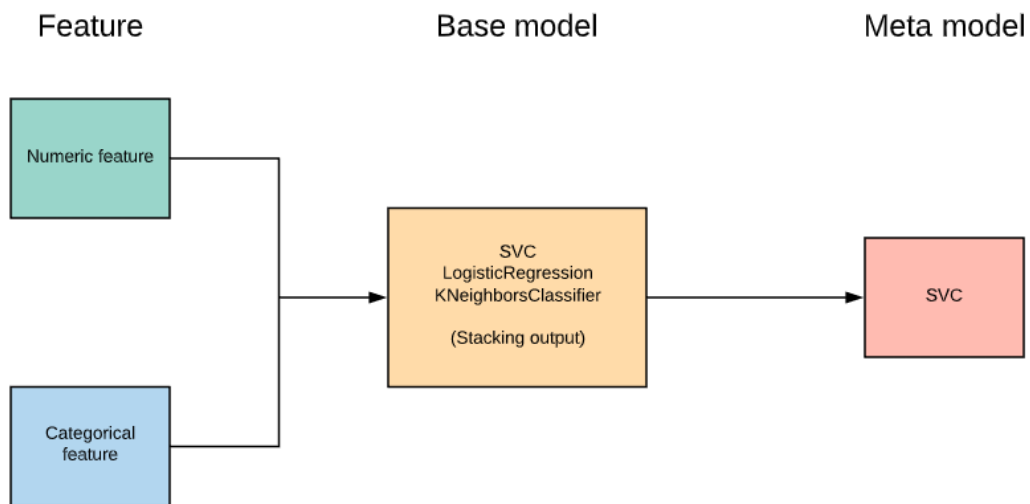 Feature
Base model
Meta model
Numeric feature
SVC
LogisticRegression
KNeighborsClassifier
(Stacking output)
SVC
Categorical
feature